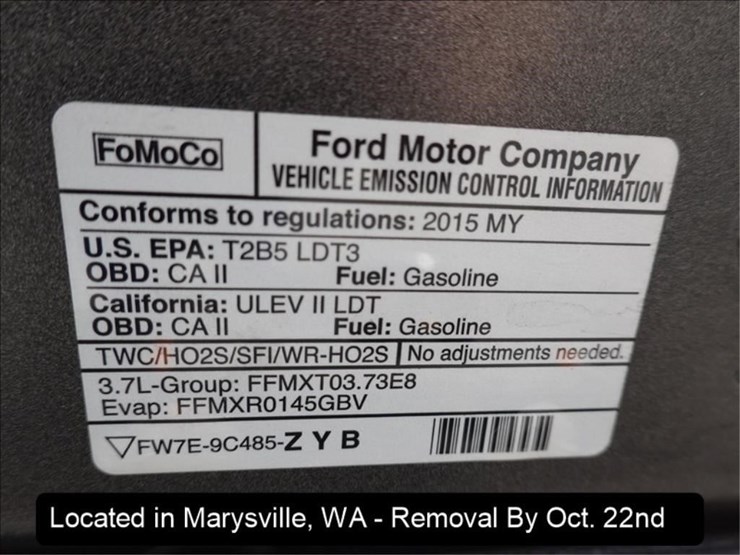 FoMoCo
Ford Motor Company
VEHICLE EMISSION CONTROL INFORMATION
Conforms to regulations: 2015 MY
U.S. EPA: T2B5 LDT3
OBD: CA II Fuel: Gasoline
California: ULEV II LDT
OBD: CA II Fuel: Gasoline
TWC/HO2S/SFI/WR-HO2S No adjustments needed.
3.7L-Group: FFMXT03.73E8
Evap: FFMXR0145GBV
FW7E-9C485-Z Y B
Located in Marysville, WA - Removal By Oct. 22nd